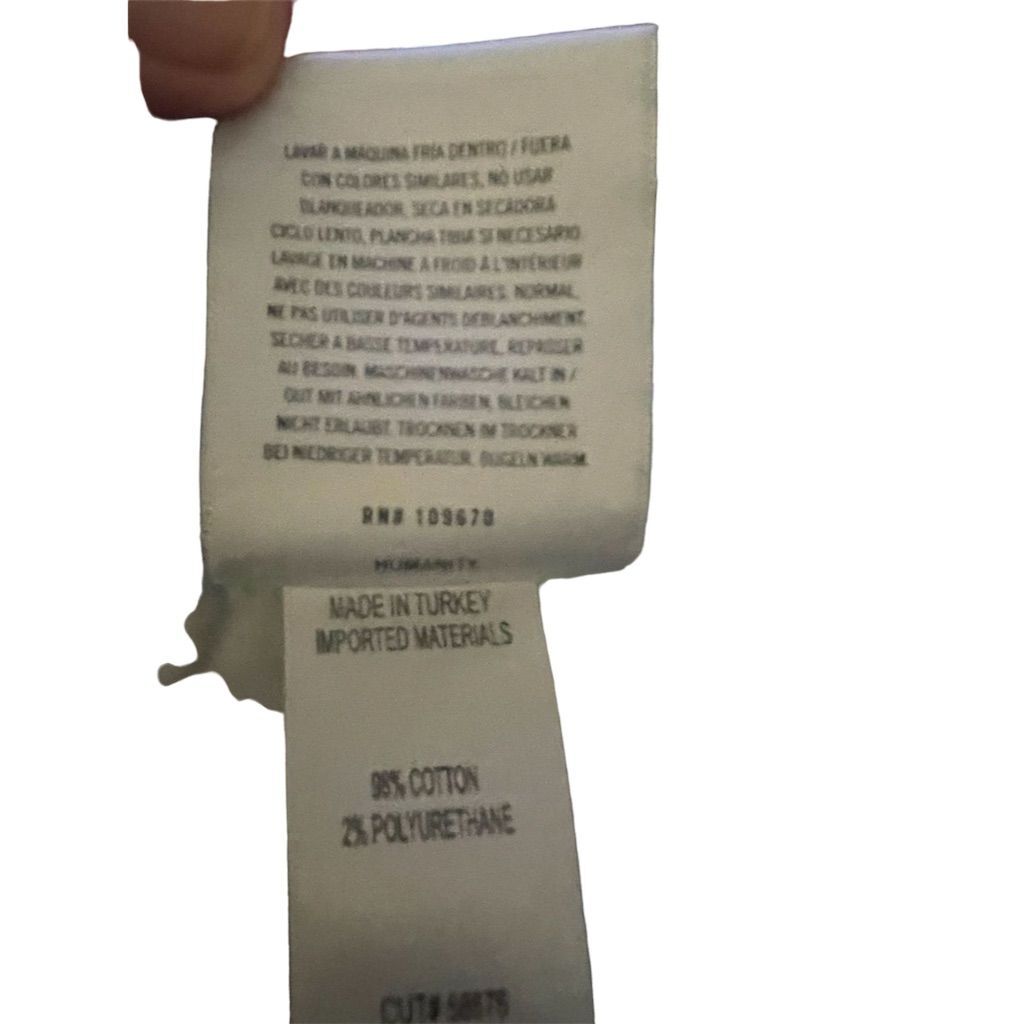 LAVAR A MAQUINA FRIA DENTRO / FUERA
CON COLORES SIMILARES, NO USAR
BLANQUEADOR, SECA EN SECADORA
CICLO LENTO, PLANCHA TIBIA SI NECESARIO
LAVAGE EN MACHINE A FROID À L'INTÉRIEUR
AVEC DES COULEURS SIMILAIRES. NORMAL,
NE PAS UTILISER D'AGENTS DEBLANCHIMENT.
SECHER A BASSE TEMPERATURE, REPASSER
AU BESOIN. MASCHINENWASCHE KALT IN /
OUT MIT AHNLICHEN FARBEN, BLEICHEN
NICHT ERLAUBT. TROCKNEN IM TROCKNER
BEI NIEDRIGER TEMPERATUR. BUGELN WARM.
RN# 109670
HUMANITY
MADE IN TURKEY
IMPORTED MATERIALS
98% COTTON
2% POLYURETHANE
CUT#